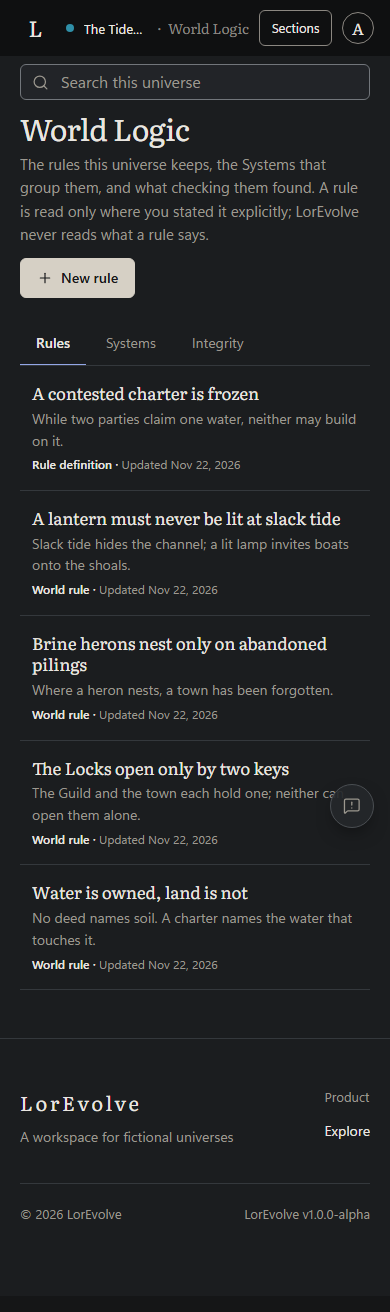 L
The Tide... · World Logic
Sections
A
Search this universe
World Logic
The rules this universe keeps, the Systems that
group them, and what checking them found. A rule
is read only where you stated it explicitly; LorEvolve
never reads what a rule says.
+ New rule
Rules Systems Integrity
A contested charter is frozen
While two parties claim one water, neither may build
on it.
Rule definition · Updated Nov 22, 2026
A lantern must never be lit at slack tide
Slack tide hides the channel; a lit lamp invites boats
onto the shoals.
World rule · Updated Nov 22, 2026
Brine herons nest only on abandoned
pilings
Where a heron nests, a town has been forgotten.
World rule · Updated Nov 22, 2026
The Locks open only by two keys
The Guild and the town each hold one; neither can
open them alone.
World rule · Updated Nov 22, 2026
Water is owned, land is not
No deed names soil. A charter names the water that
touches it.
World rule · Updated Nov 22, 2026
LorEvolve
A workspace for fictional universes
Product
Explore
© 2026 LorEvolve
LorEvolve v1.0.0-alpha